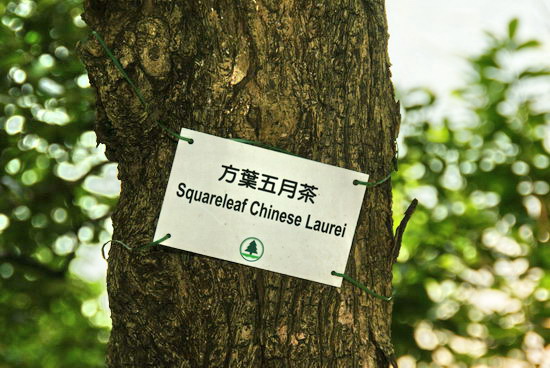 方葉五月茶
Squareleaf Chinese Laurei